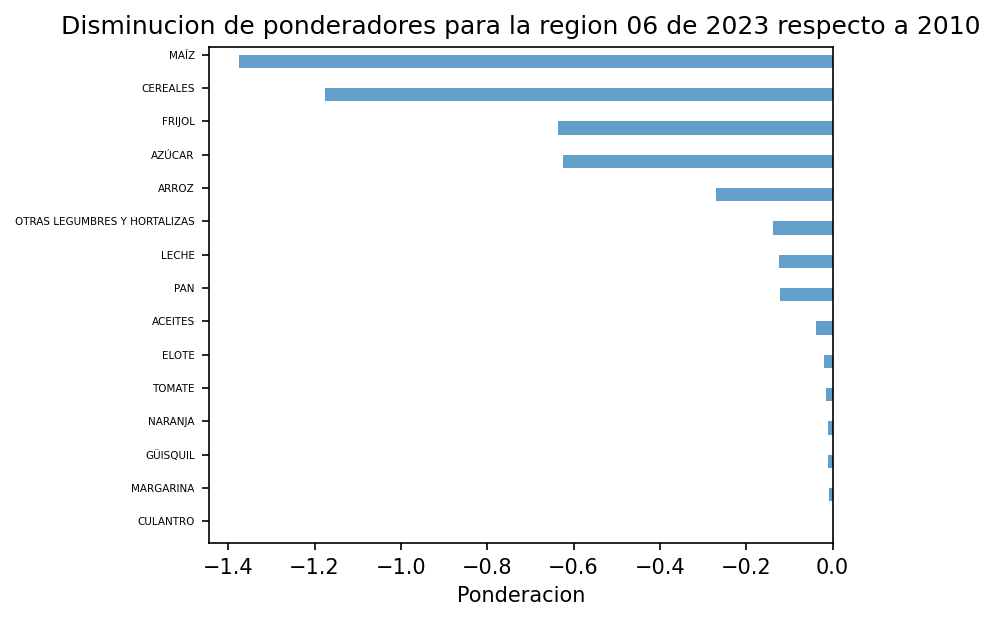 Disminucion de ponderadores para la region 06 de 2023 respecto a 2010
MAÍZ
CEREALES
FRIJOL
AZÚCAR
ARROZ
OTRAS LEGUMBRES Y HORTALIZAS
LECHE
PAN
ACEITES
ELOTE
TOMATE
NARANJA
GÜISQUIL
MARGARINA
CULANTRO
−1.4 −1.2 −1.0 −0.8 −0.6 −0.4 −0.2 0.0
Ponderacion